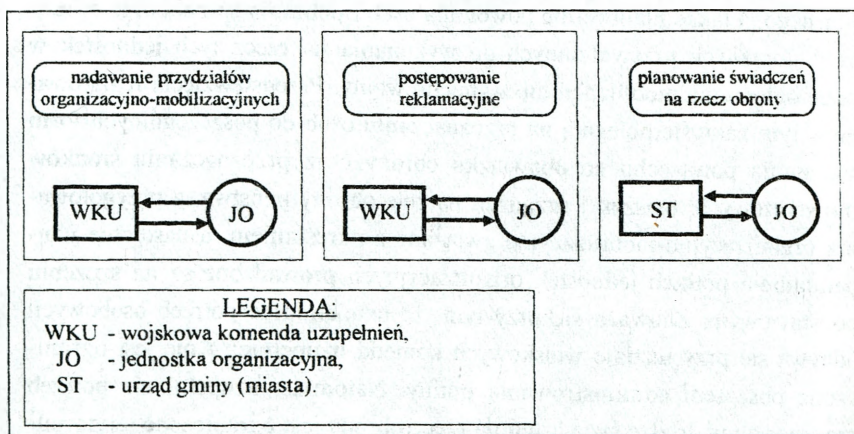 nadawanie przydziałów
organizacyjno-mobilizacyjnych
WKU
JO
postępowanie
reklamacyjne
WKU
JO
planowanie świadczeń
na rzecz obrony
ST
JO
LEGENDA:
WKU - wojskowa komenda uzupełnień,
JO - jednostka organizacyjna,
ST - urząd gminy (miasta),